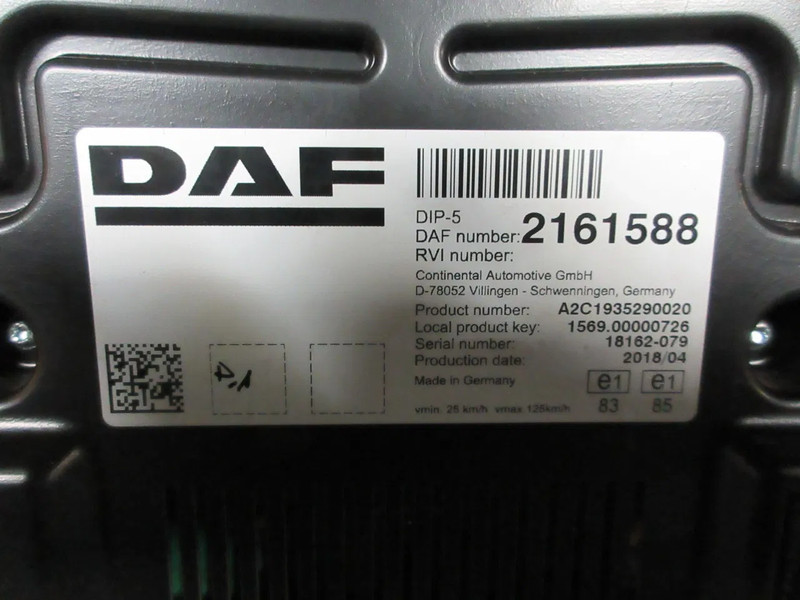 DAF
DIP-5
DAF number: 2161588
RVI number:
Continental Automotive GmbH
D-78052 Villingen - Schwenningen, Germany
Product number: A2C1935290020
Local product key: 1569.00000726
Serial number: 18162-079
Production date: 2018/04
Made in Germany e1 e1
vmin. 25 km/h vmax 125km/h 83 85